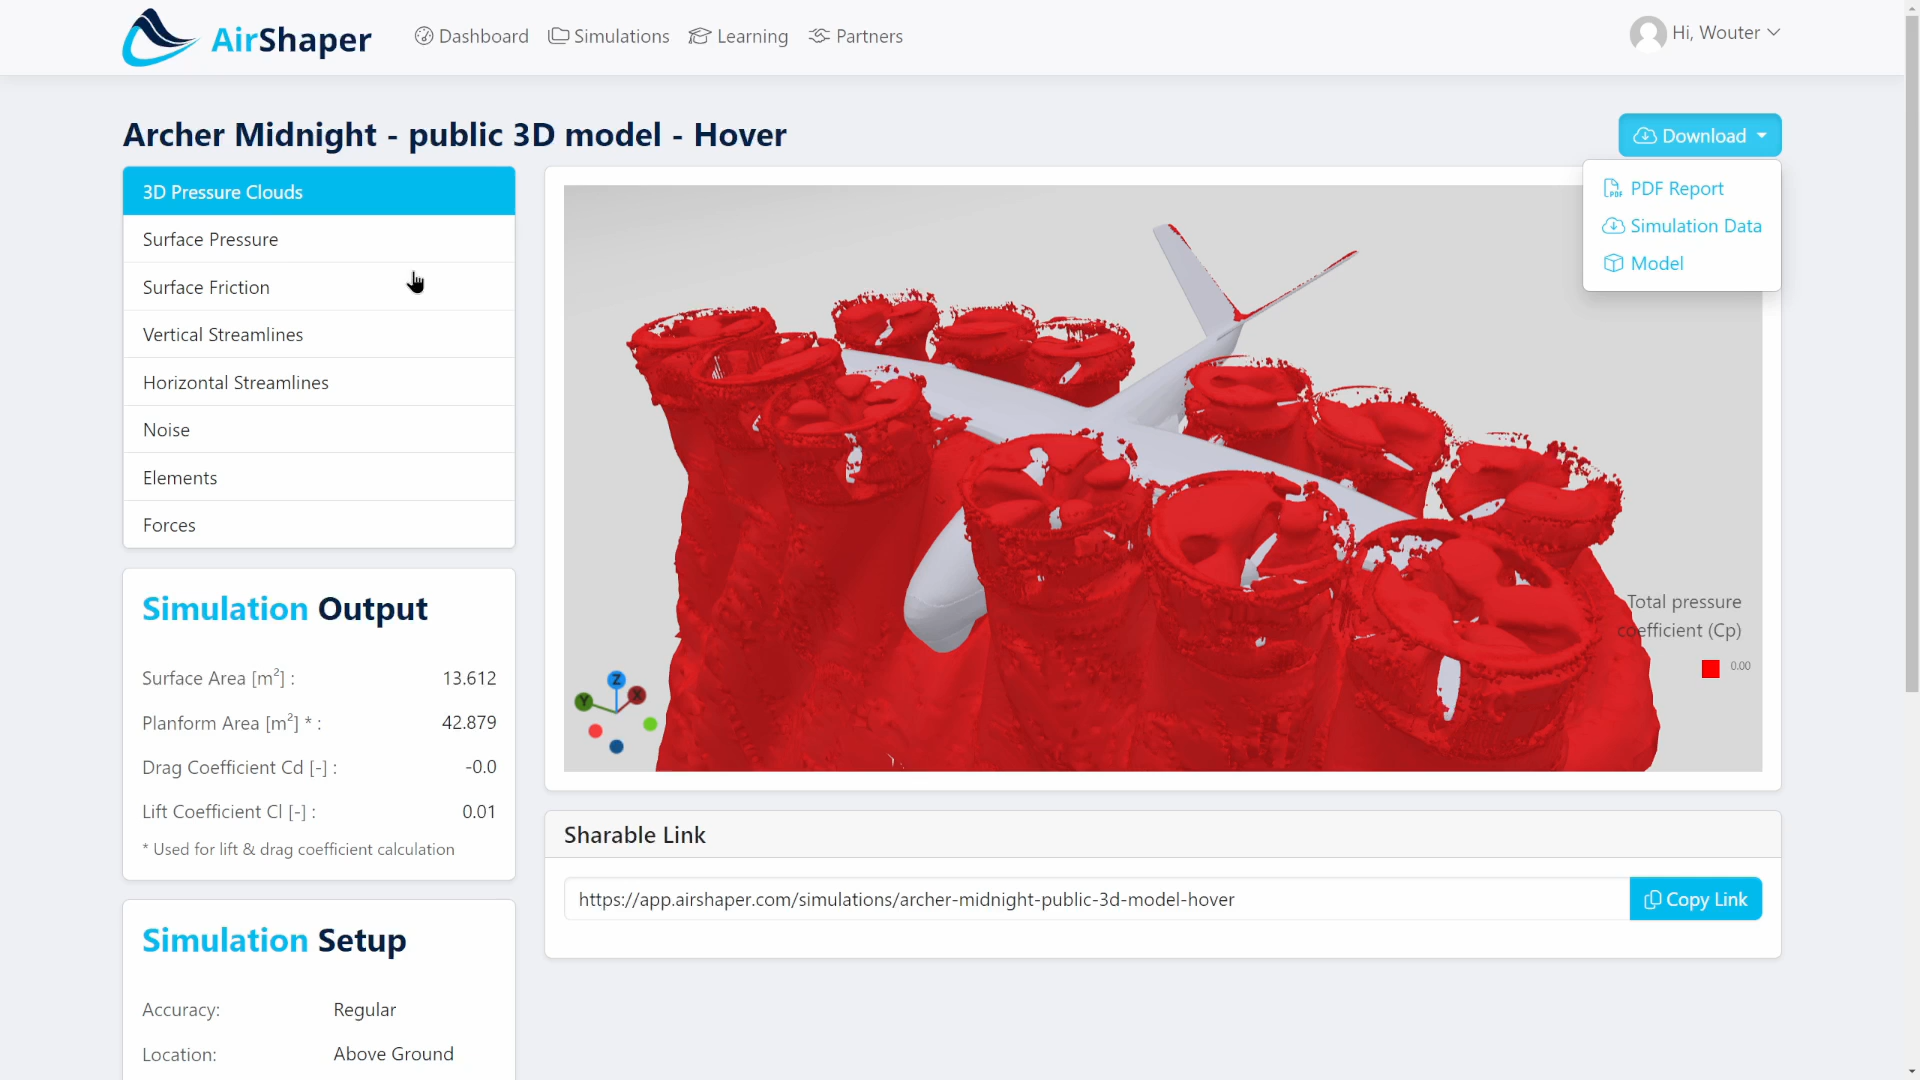 AirShaper
Dashboard
Simulations
Learning
Partners
Hi, Wouter
Archer Midnight - public 3D model - Hover
Download
PDF Report
Simulation Data
Model
3D Pressure Clouds
Surface Pressure
Surface Friction
Vertical Streamlines
Horizontal Streamlines
Noise
Elements
Forces
Total pressure
coefficient (Cp)
0.00
Z
Y
X
Simulation Output
Surface Area [m²] : 13.612
Planform Area [m²] * : 42.879
Drag Coefficient Cd [-] : -0.0
Lift Coefficient Cl [-] : 0.01
* Used for lift & drag coefficient calculation
Sharable Link
https://app.airshaper.com/simulations/archer-midnight-public-3d-model-hover
Copy Link
Simulation Setup
Accuracy: Regular
Location: Above Ground